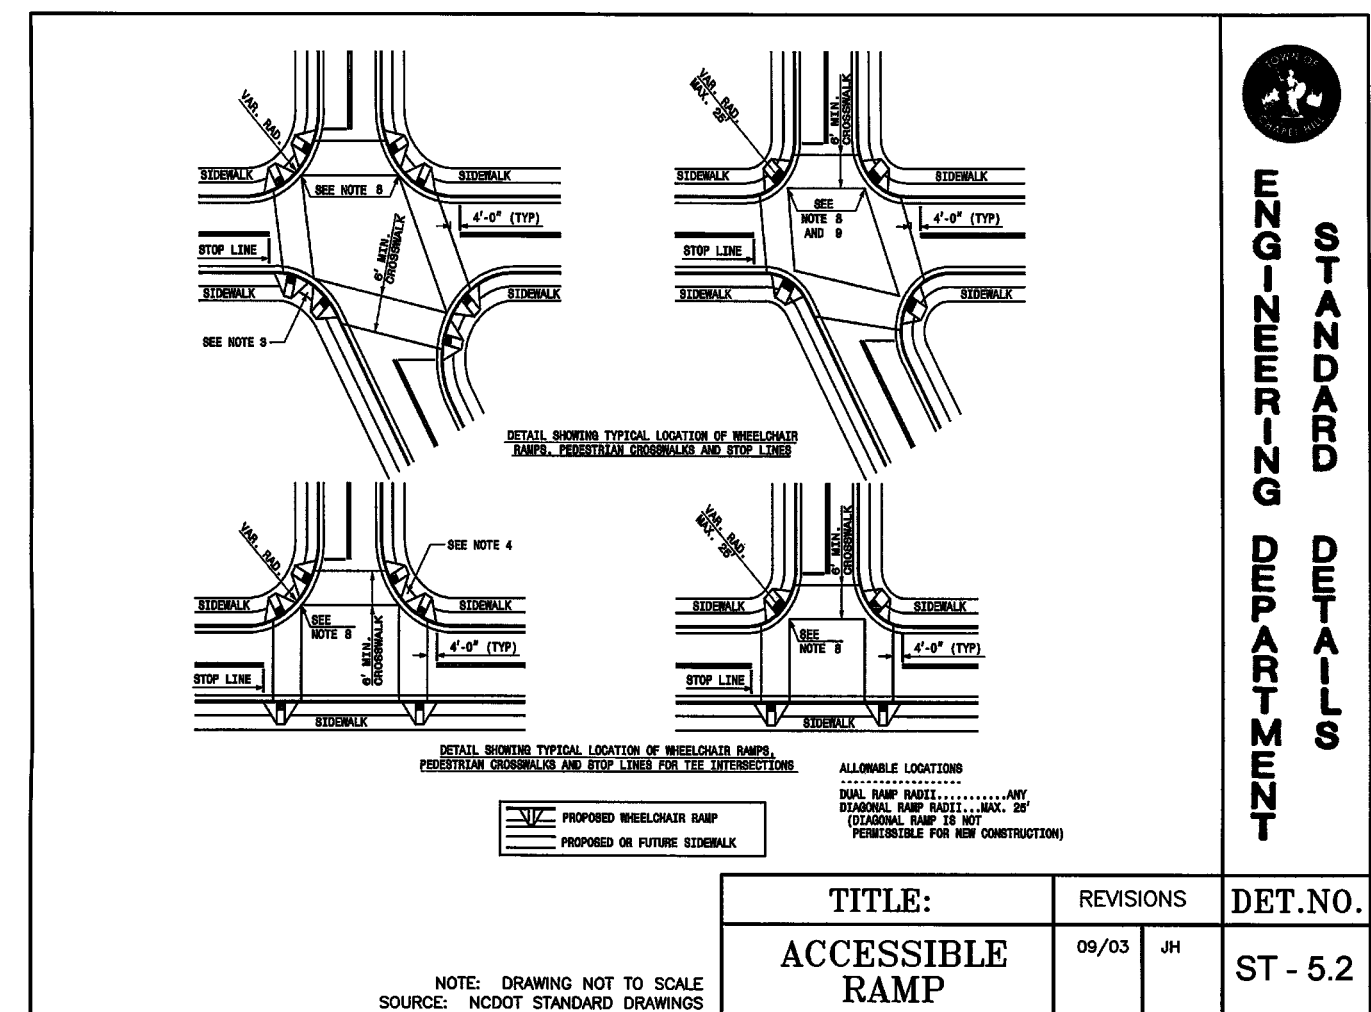 VAR. RAD.
SIDEWALK
SIDEWALK
SEE NOTE 8
4'-0" (TYP)
6' MIN.
CROSSWALK
STOP LINE
SIDEWALK
SIDEWALK
SEE NOTE 3
VAR. RAD.
MAX. 25'
6' MIN.
CROSSWALK
SIDEWALK
SIDEWALK
SEE
NOTE 8
AND 9
4'-0" (TYP)
STOP LINE
SIDEWALK
SIDEWALK
DETAIL SHOWING TYPICAL LOCATION OF WHEELCHAIR
RAMPS, PEDESTRIAN CROSSWALKS AND STOP LINES
VAR. RAD.
SEE NOTE 4
SIDEWALK
SIDEWALK
SEE
NOTE 8
6' MIN.
CROSSWALK
4'-0" (TYP)
STOP LINE
SIDEWALK
VAR. RAD.
MAX. 25'
6' MIN.
CROSSWALK
SIDEWALK
SIDEWALK
SEE
NOTE 8
4'-0" (TYP)
STOP LINE
SIDEWALK
DETAIL SHOWING TYPICAL LOCATION OF WHEELCHAIR RAMPS,
PEDESTRIAN CROSSWALKS AND STOP LINES FOR TEE INTERSECTIONS
ALLOWABLE LOCATIONS
-------------------
DUAL RAMP RADII...........ANY
DIAGONAL RAMP RADII...MAX. 25'
(DIAGONAL RAMP IS NOT
PERMISSIBLE FOR NEW CONSTRUCTION)
PROPOSED WHEELCHAIR RAMP
PROPOSED OR FUTURE SIDEWALK
NOTE: DRAWING NOT TO SCALE
SOURCE: NCDOT STANDARD DRAWINGS
TOWN OF
CHAPEL HILL
STANDARD DETAILS
ENGINEERING DEPARTMENT
TITLE:
ACCESSIBLE
RAMP
REVISIONS
09/03 JH
DET.NO.
ST - 5.2